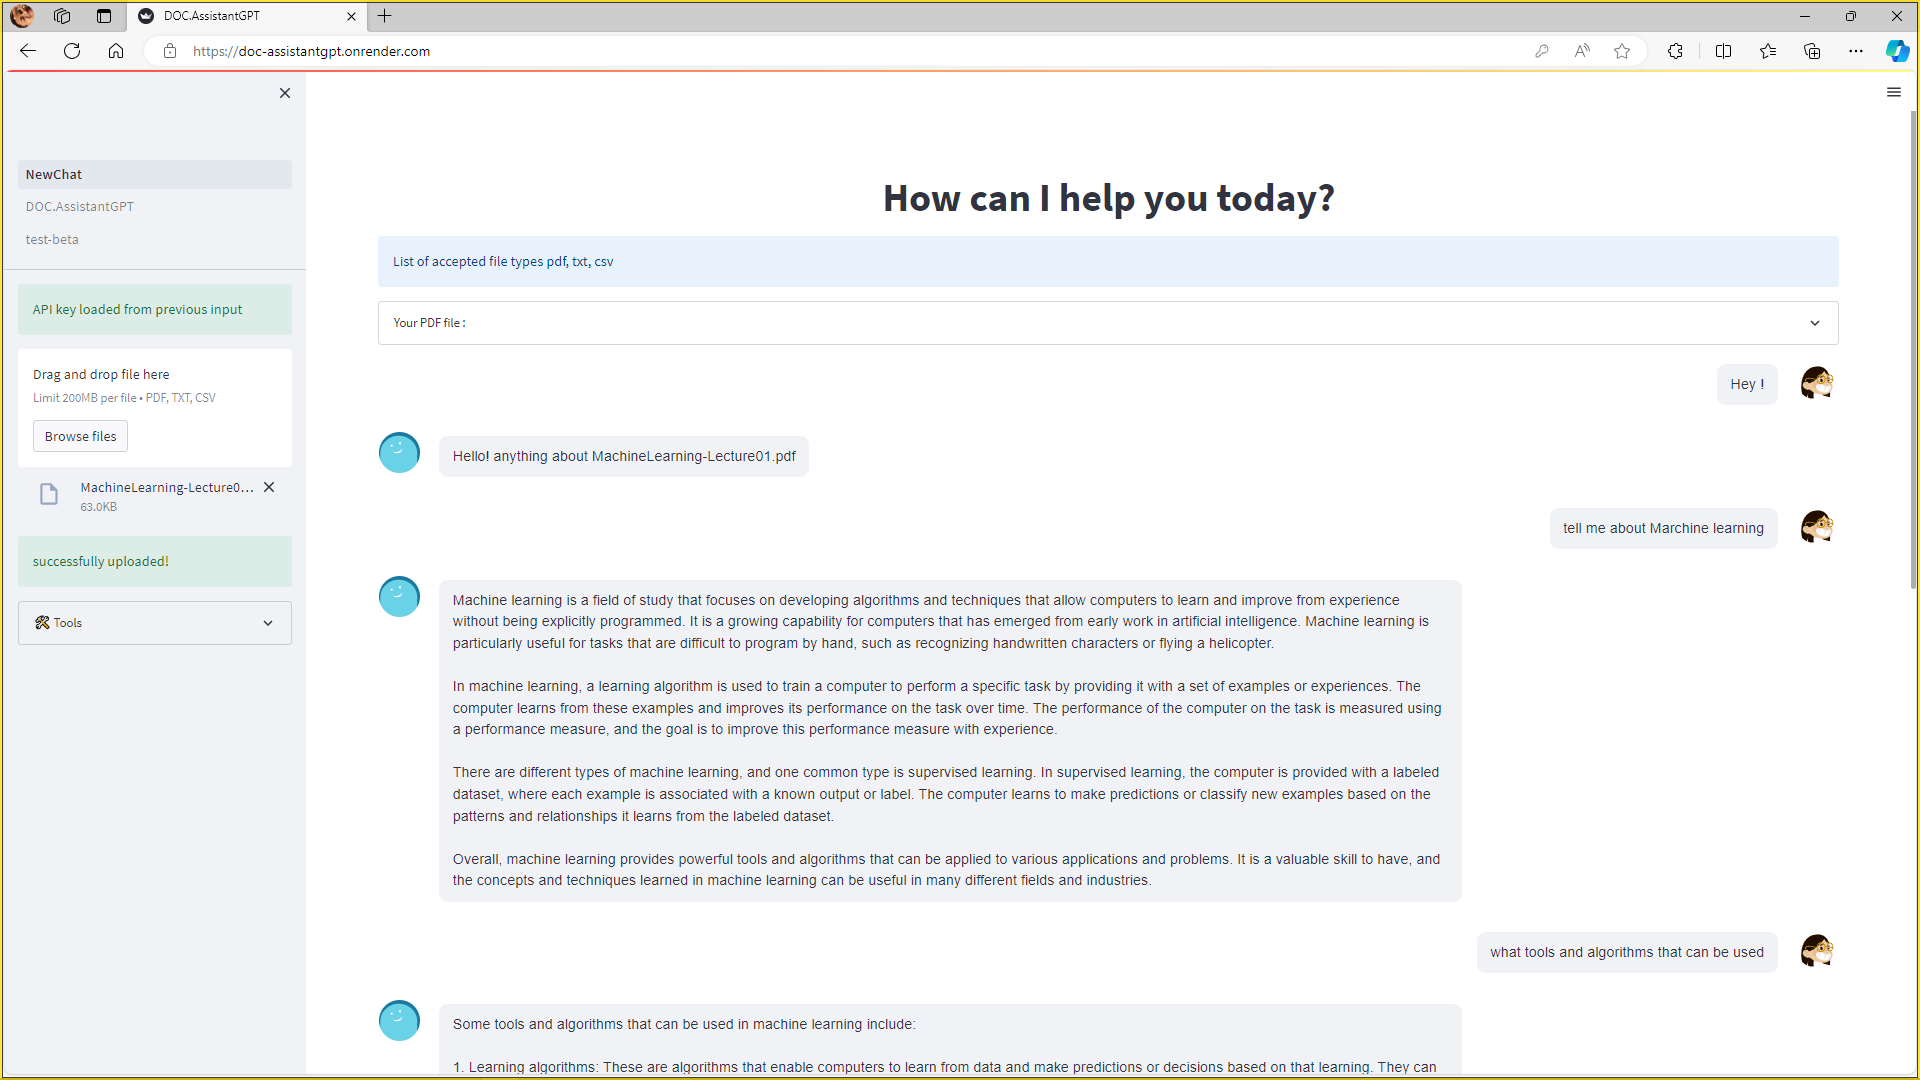 DOC.AssistantGPT
https://doc-assistantgpt.onrender.com
NewChat
DOC.AssistantGPT
test-beta
API key loaded from previous input
Drag and drop file here
Limit 200MB per file • PDF, TXT, CSV
Browse files
MachineLearning-Lecture0...
63.0KB
successfully uploaded!
🛠 Tools
How can I help you today?
List of accepted file types pdf, txt, csv
Your PDF file :
Hey !
Hello! anything about MachineLearning-Lecture01.pdf
tell me about Marchine learning
Machine learning is a field of study that focuses on developing algorithms and techniques that allow computers to learn and improve from experience
without being explicitly programmed. It is a growing capability for computers that has emerged from early work in artificial intelligence. Machine learning is
particularly useful for tasks that are difficult to program by hand, such as recognizing handwritten characters or flying a helicopter.
In machine learning, a learning algorithm is used to train a computer to perform a specific task by providing it with a set of examples or experiences. The
computer learns from these examples and improves its performance on the task over time. The performance of the computer on the task is measured using
a performance measure, and the goal is to improve this performance measure with experience.
There are different types of machine learning, and one common type is supervised learning. In supervised learning, the computer is provided with a labeled
dataset, where each example is associated with a known output or label. The computer learns to make predictions or classify new examples based on the
patterns and relationships it learns from the labeled dataset.
Overall, machine learning provides powerful tools and algorithms that can be applied to various applications and problems. It is a valuable skill to have, and
the concepts and techniques learned in machine learning can be useful in many different fields and industries.
what tools and algorithms that can be used
Some tools and algorithms that can be used in machine learning include:
1. Learning algorithms: These are algorithms that enable computers to learn from data and make predictions or decisions based on that learning. They can